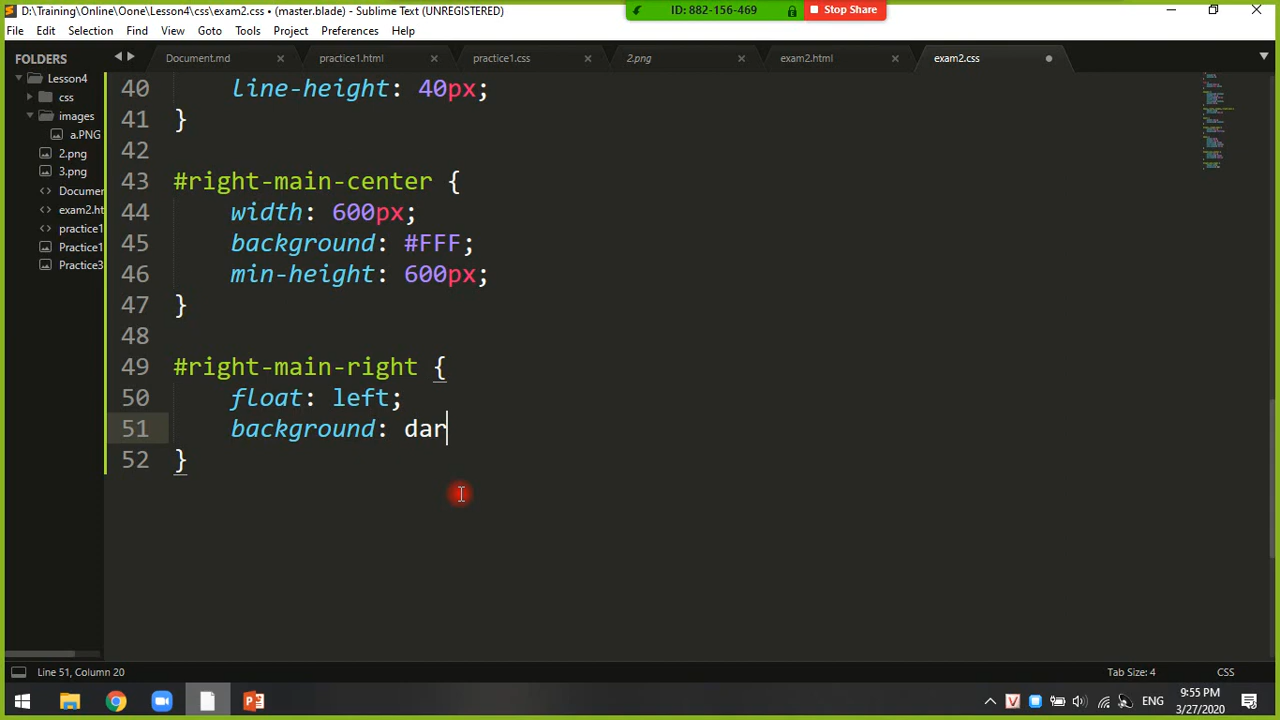 D:\Training\Online\Oone\Lesson4\css\exam2.css • (master.blade) - Sublime Text (UNREGISTERED)
ID: 882-156-469
Stop Share
File Edit Selection Find View Goto Tools Project Preferences Help
FOLDERS
Document.md
practice1.html
practice1.css
2.png
exam2.html
exam2.css
Lesson4
css
images
a.PNG
2.png
3.png
Documen
exam2.ht
practice1
Practice1
Practice3
40 line-height: 40px;
41 }
42
43 #right-main-center {
44 width: 600px;
45 background: #FFF;
46 min-height: 600px;
47 }
48
49 #right-main-right {
50 float: left;
51 background: dar
52 }
Line 51, Column 20
Tab Size: 4
CSS
ENG
9:55 PM
3/27/2020